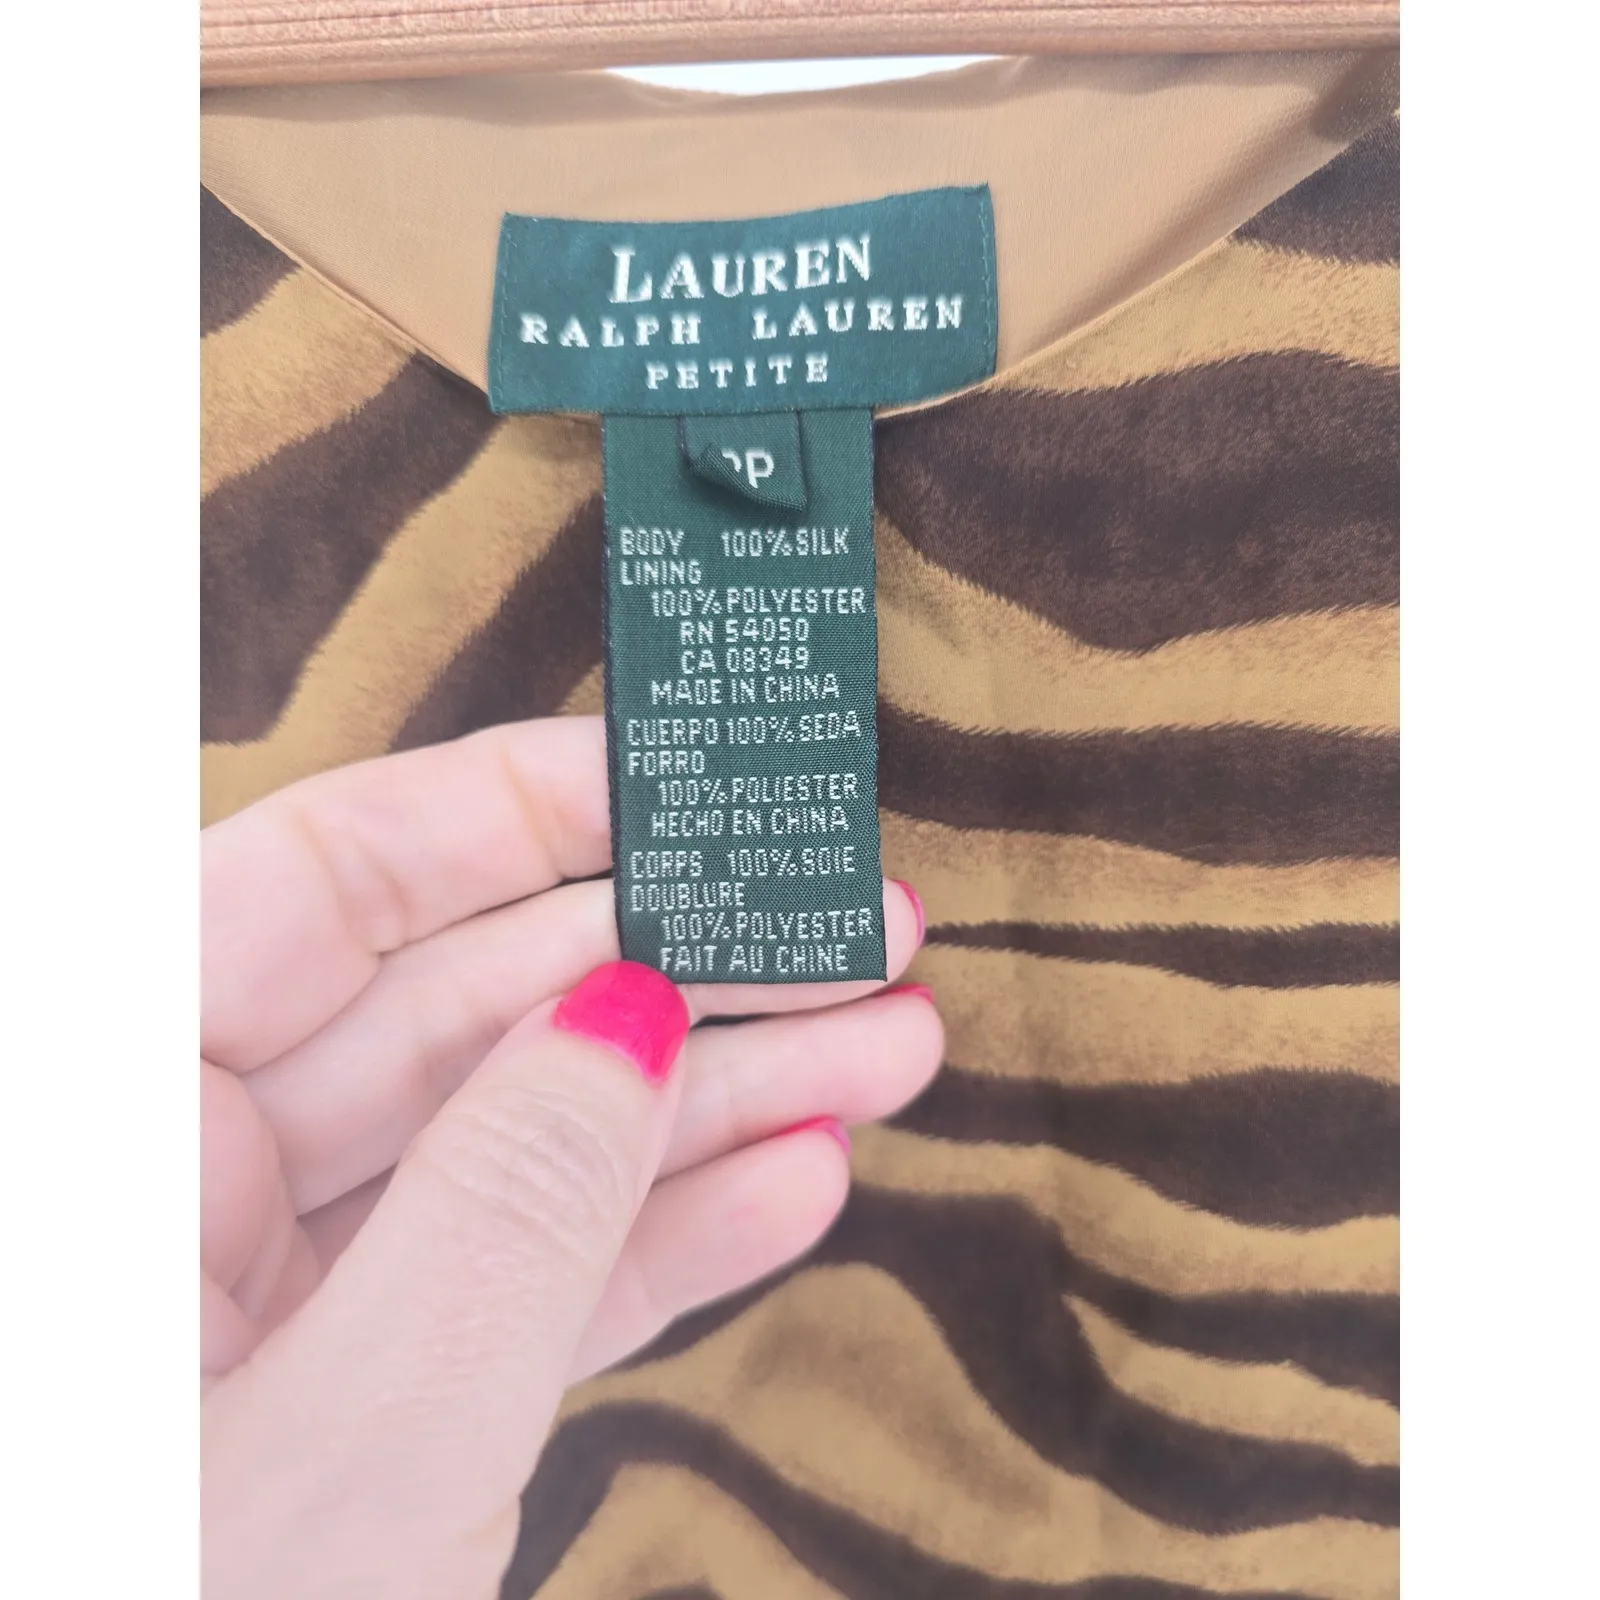 LAUREN
RALPH LAUREN
PETITE
PP
BODY 100% SILK
LINING
100% POLYESTER
RN 54050
CA 08349
MADE IN CHINA
CUERPO 100% SEDA
FORRO
100% POLIESTER
HECHO EN CHINA
CORPS 100% SOIE
DOUBLURE
100% POLYESTER
FAIT AU CHINE